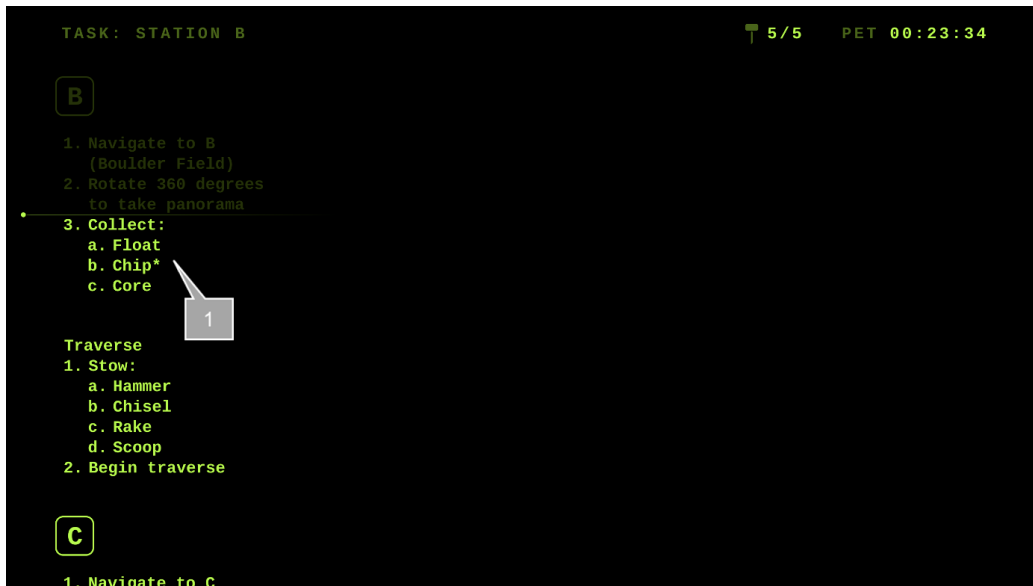 TASK: STATION B
5/5 PET 00:23:34
B
1. Navigate to B
(Boulder Field)
2. Rotate 360 degrees
to take panorama
3. Collect:
a. Float
b. Chip*
c. Core
1
Traverse
1. Stow:
a. Hammer
b. Chisel
c. Rake
d. Scoop
2. Begin traverse
C
1. Navigate to C